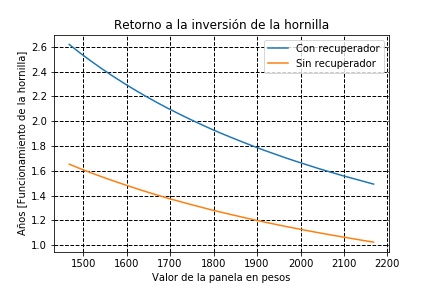 Retorno a la inversión de la hornilla
Con recuperador
Sin recuperador
Años [Funcionamiento de la hornilla]
2.6
2.4
2.2
2.0
1.8
1.6
1.4
1.2
1.0
1500 1600 1700 1800 1900 2000 2100 2200
Valor de la panela en pesos